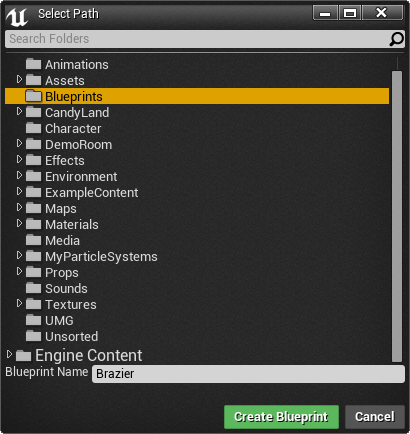 Select Path
Search Folders
Animations
Assets
Blueprints
CandyLand
Character
DemoRoom
Effects
Environment
ExampleContent
Maps
Materials
Media
MyParticleSystems
Props
Sounds
Textures
UMG
Unsorted
Engine Content
Blueprint Name Brazier
Create Blueprint Cancel